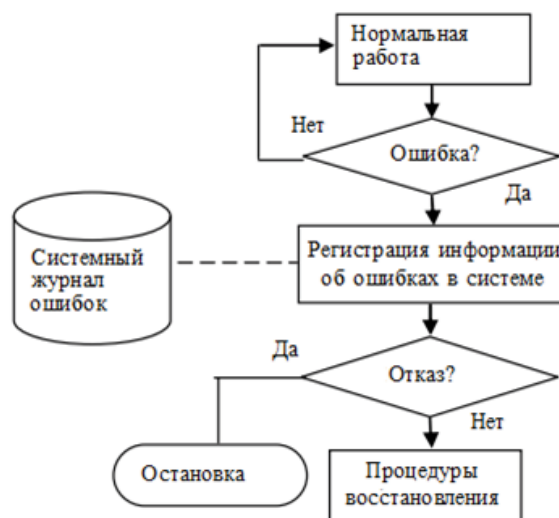 Нормальная
работа
Нет
Ошибка?
Да
Системный
журнал
ошибок
Регистрация информации
об ошибках в системе
Да
Отказ?
Нет
Остановка
Процедуры
восстановления